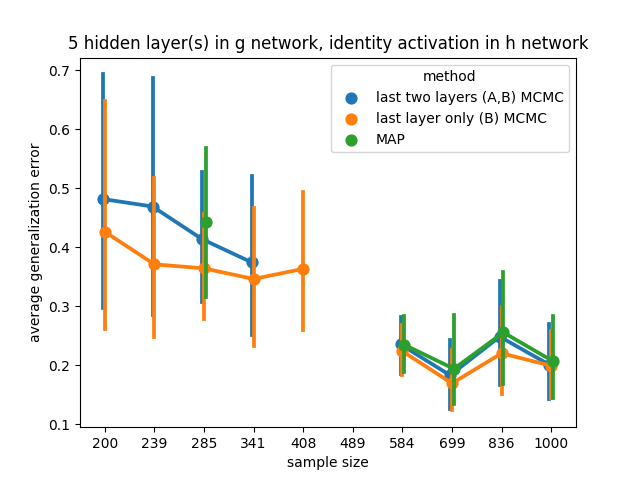 5 hidden layer(s) in g network, identity activation in h network
average generalization error
0.7
0.6
0.5
0.4
0.3
0.2
0.1
method
last two layers (A,B) MCMC
last layer only (B) MCMC
MAP
200 239 285 341 408 489 584 699 836 1000
sample size